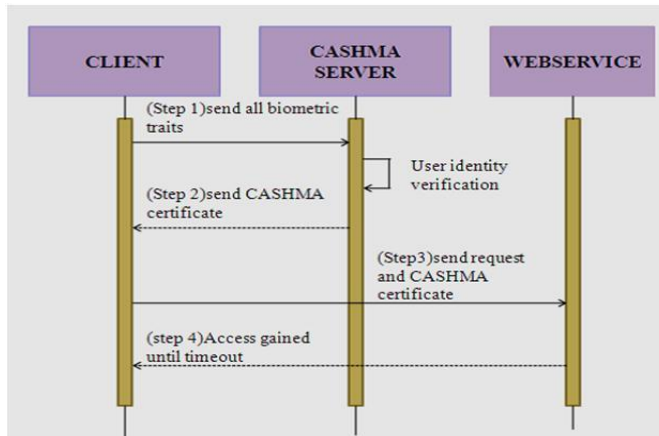 CLIENT
CASHMA
SERVER
WEBSERVICE
(Step 1)send all biometric
traits
User identity
verification
(Step 2)send CASHMA
certificate
(Step3)send request
and CASHMA
certificate
(step 4)Access gained
until timeout